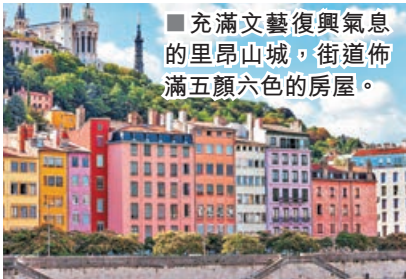 ■充滿文藝復興氣息
的里昂山城，街道佈
滿五顏六色的房屋。